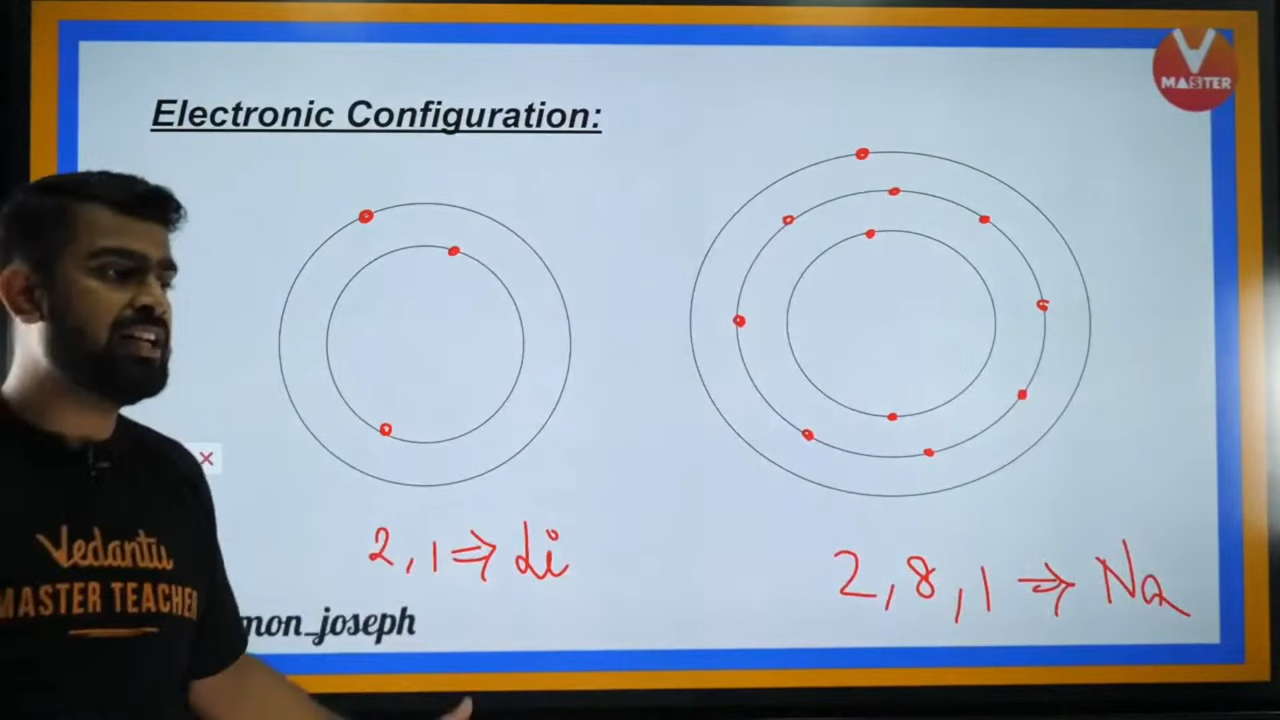 V
MASTER
Electronic Configuration:
2,1 ⇒ Li
2,8,1 ⇒ Na
mon_joseph
Vedantu
MASTER TEACHER